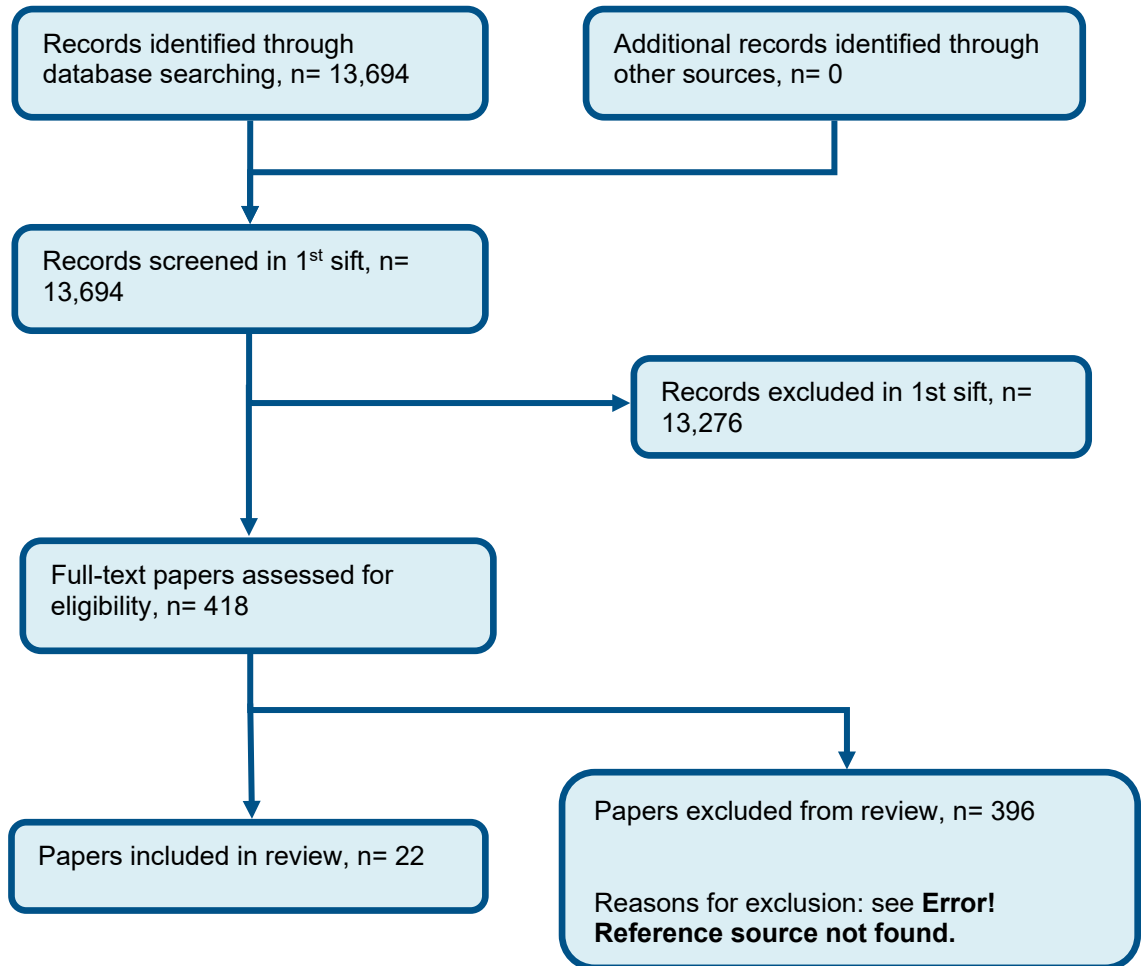 Records identified through
database searching, n= 13,694
Additional records identified through
other sources, n= 0
Records screened in 1st sift, n=
13,694
Records excluded in 1st sift, n=
13,276
Full-text papers assessed for
eligibility, n= 418
Papers included in review, n= 22
Papers excluded from review, n= 396
Reasons for exclusion: see Error!
Reference source not found.